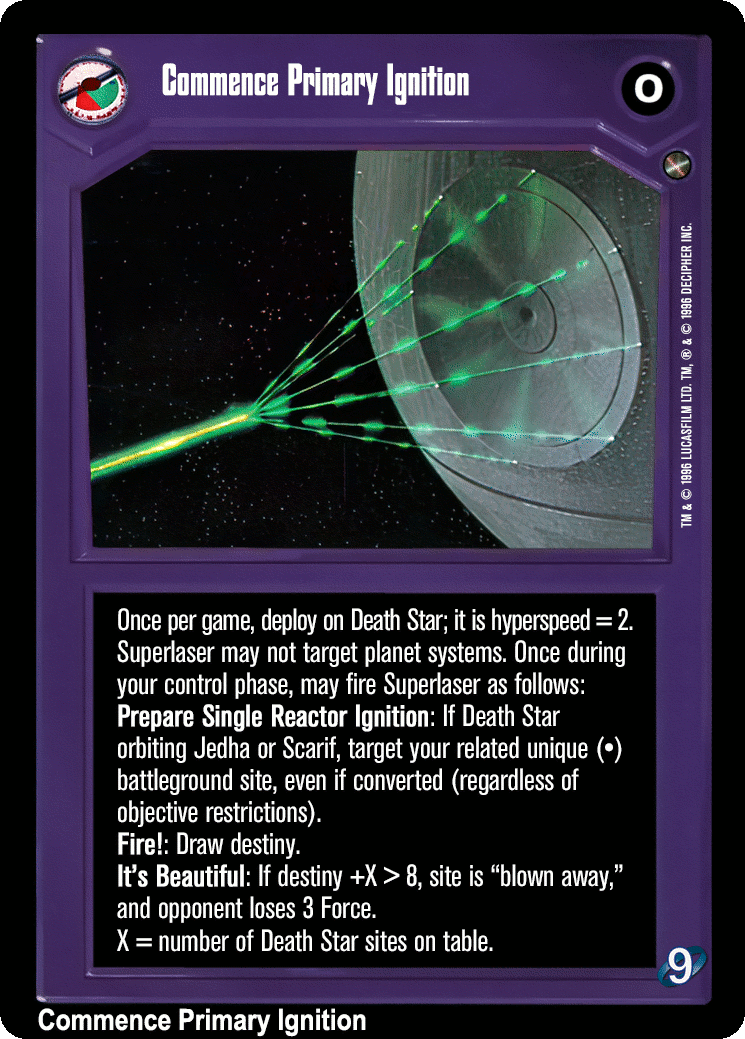 Commence Primary Ignition
O
TM & © 1996 LUCASFILM LTD. TM, ® & © 1996 DECIPHER INC.
Once per game, deploy on Death Star; it is hyperspeed = 2.
Superlaser may not target planet systems. Once during
your control phase, may fire Superlaser as follows:
Prepare Single Reactor Ignition: If Death Star
orbiting Jedha or Scarif, target your related unique (•)
battleground site, even if converted (regardless of
objective restrictions).
Fire!: Draw destiny.
It's Beautiful: If destiny +X > 8, site is “blown away,”
and opponent loses 3 Force.
X = number of Death Star sites on table.
9
Commence Primary Ignition